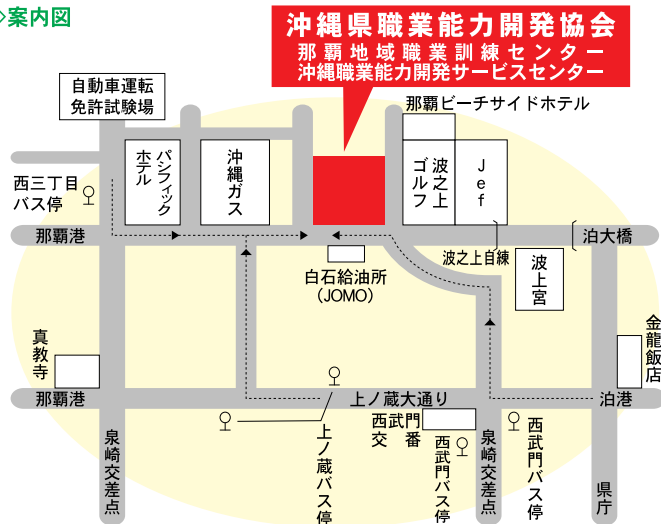 案内図
沖縄県職業能力開発協会
那覇地域職業訓練センター
沖縄職業能力開発サービスセンター
自動車運転
免許試験場
那覇ビーチサイドホテル
パシフィック
ホテル
沖縄ガス
波之上
ゴルフ
Jef
西三丁目
バス停
那覇港
泊大橋
波之上自練
波上宮
白石給油所
(JOMO)
真教寺
金龍飯店
那覇港
上ノ蔵大通り
泊港
西武門
交番
泉崎交差点
上ノ蔵バス停
西武門バス停
泉崎交差点
西武門バス停
県庁